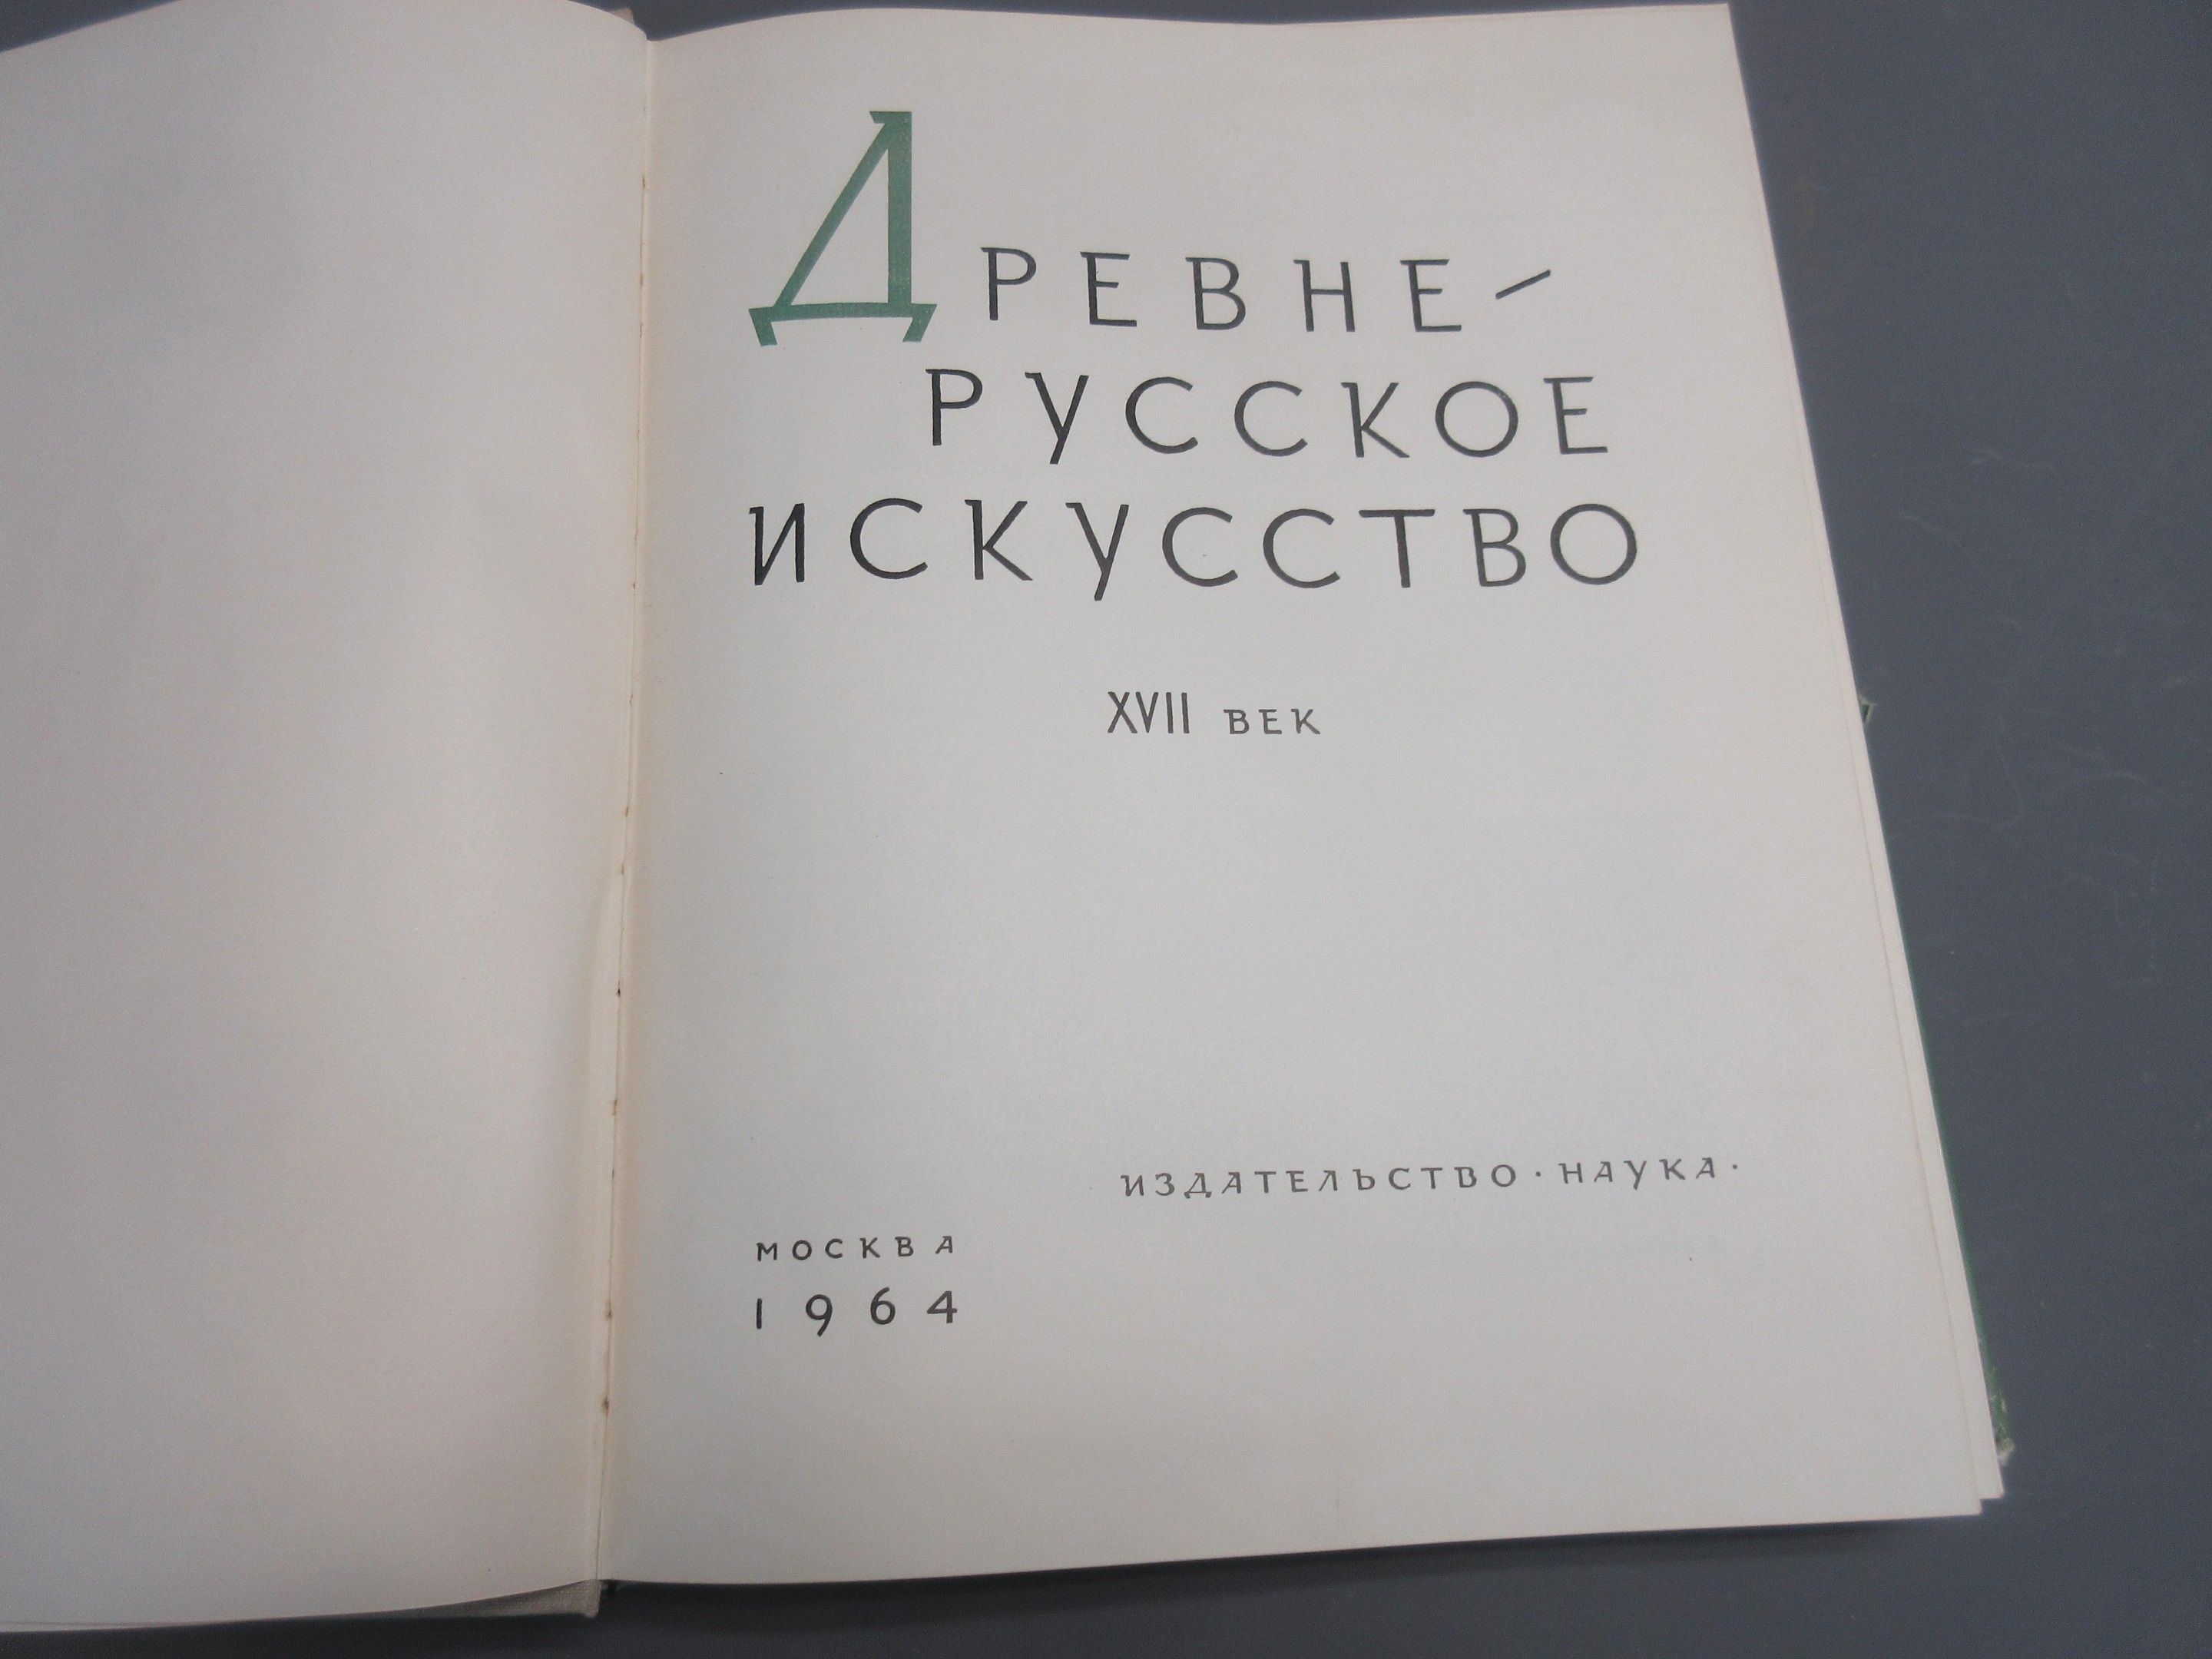 ДРЕВНЕ-
РУССКОЕ
ИСКУССТВО
XVII ВЕК
ИЗДАТЕЛЬСТВО · НАУКА ·
МОСКВА
1964